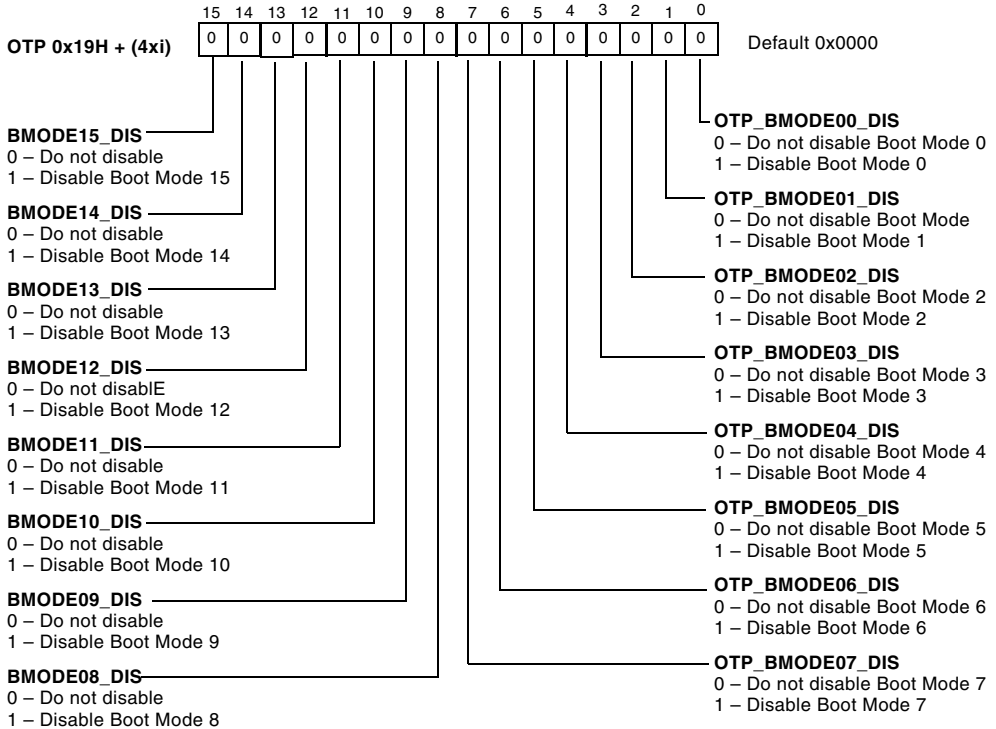 15 14 13 12 11 10 9 8 7 6 5 4 3 2 1 0
OTP 0x19H + (4xi) 0 0 0 0 0 0 0 0 0 0 0 0 0 0 0 0 Default 0x0000
BMODE15_DIS
0 – Do not disable
1 – Disable Boot Mode 15
BMODE14_DIS
0 – Do not disable
1 – Disable Boot Mode 14
BMODE13_DIS
0 – Do not disable
1 – Disable Boot Mode 13
BMODE12_DIS
0 – Do not disablE
1 – Disable Boot Mode 12
BMODE11_DIS
0 – Do not disable
1 – Disable Boot Mode 11
BMODE10_DIS
0 – Do not disable
1 – Disable Boot Mode 10
BMODE09_DIS
0 – Do not disable
1 – Disable Boot Mode 9
BMODE08_DIS
0 – Do not disable
1 – Disable Boot Mode 8
OTP_BMODE00_DIS
0 – Do not disable Boot Mode 0
1 – Disable Boot Mode 0
OTP_BMODE01_DIS
0 – Do not disable Boot Mode
1 – Disable Boot Mode 1
OTP_BMODE02_DIS
0 – Do not disable Boot Mode 2
1 – Disable Boot Mode 2
OTP_BMODE03_DIS
0 – Do not disable Boot Mode 3
1 – Disable Boot Mode 3
OTP_BMODE04_DIS
0 – Do not disable Boot Mode 4
1 – Disable Boot Mode 4
OTP_BMODE05_DIS
0 – Do not disable Boot Mode 5
1 – Disable Boot Mode 5
OTP_BMODE06_DIS
0 – Do not disable Boot Mode 6
1 – Disable Boot Mode 6
OTP_BMODE07_DIS
0 – Do not disable Boot Mode 7
1 – Disable Boot Mode 7